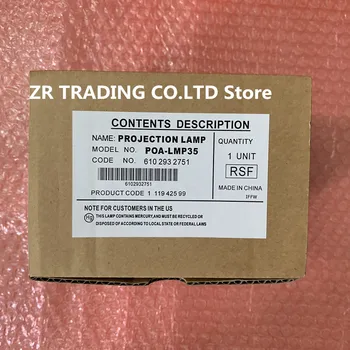 ZR TRADING CO.LTD Store
CONTENTS DESCRIPTION
NAME: PROJECTION LAMP
MODEL NO. POA-LMP35
CODE NO. 610 293 2751
6102932751
PRODUCT CODE 1 119 425 99
QUANTITY
1 UNIT
RSF
MADE IN CHINA
IFPW
NOTE FOR CUSTOMERS IN THE US
THIS LAMP CONTAINS MERCURY, AND MUST BE RECYCLED OR
DISPOSED OF ACCORDING TO LOCAL STATE OR FEDERAL LAWS